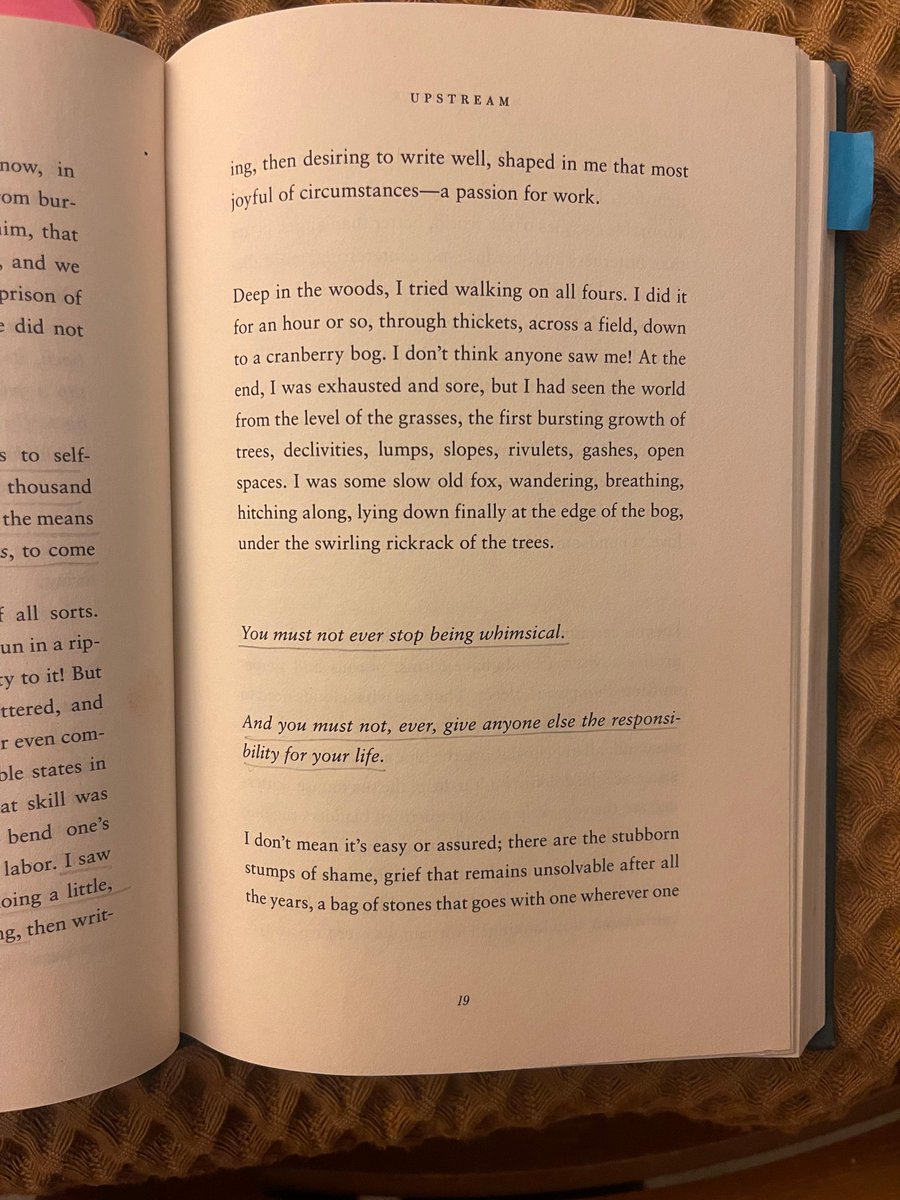 now, in
om bur-
im, that
, and we
prison of
e did not
s to self-
thousand
the means
s, to come
f all sorts.
un in a rip-
ty to it! But
ttered, and
r even com-
ble states in
at skill was
bend one's
labor. I saw
oing a little,
ng, then writ-
UPSTREAM
ing, then desiring to write well, shaped in me that most
joyful of circumstances—a passion for work.
Deep in the woods, I tried walking on all fours. I did it
for an hour or so, through thickets, across a field, down
to a cranberry bog. I don't think anyone saw me! At the
end, I was exhausted and sore, but I had seen the world
from the level of the grasses, the first bursting growth of
trees, declivities, lumps, slopes, rivulets, gashes, open
spaces. I was some slow old fox, wandering, breathing,
hitching along, lying down finally at the edge of the bog,
under the swirling rickrack of the trees.
You must not ever stop being whimsical.
And you must not, ever, give anyone else the responsi-
bility for your life.
I don't mean it's easy or assured; there are the stubborn
stumps of shame, grief that remains unsolvable after all
the years, a bag of stones that goes with one wherever one
19